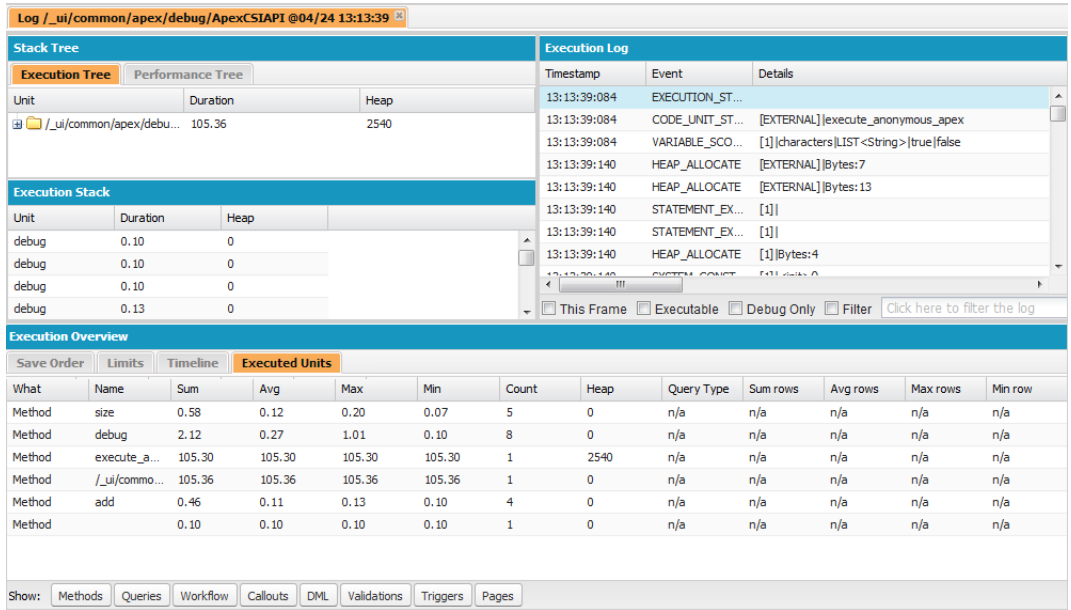 Log /_ui/common/apex/debug/ApexCSIAPI @04/24 13:13:39
Stack Tree
Execution Tree Performance Tree
Unit Duration Heap
/_ui/common/apex/debu... 105.36 2540
Execution Stack
Unit Duration Heap
debug 0.10 0
debug 0.10 0
debug 0.10 0
debug 0.13 0
Execution Log
Timestamp Event Details
13:13:39:084 EXECUTION_ST...
13:13:39:084 CODE_UNIT_ST... [EXTERNAL]|execute_anonymous_apex
13:13:39:084 VARIABLE_SCO... [1]|characters|LIST<String>|true|false
13:13:39:140 HEAP_ALLOCATE [EXTERNAL]|Bytes:7
13:13:39:140 HEAP_ALLOCATE [EXTERNAL]|Bytes:13
13:13:39:140 STATEMENT_EX... [1]|
13:13:39:140 STATEMENT_EX... [1]|
13:13:39:140 HEAP_ALLOCATE [1]|Bytes:4
This Frame Executable Debug Only Filter Click here to filter the log
Execution Overview
Save Order Limits Timeline Executed Units
What Name Sum Avg Max Min Count Heap Query Type Sum rows Avg rows Max rows Min row
Method size 0.58 0.12 0.20 0.07 5 0 n/a n/a n/a n/a n/a
Method debug 2.12 0.27 1.01 0.10 8 0 n/a n/a n/a n/a n/a
Method execute_a... 105.30 105.30 105.30 105.30 1 2540 n/a n/a n/a n/a n/a
Method /_ui/commo... 105.36 105.36 105.36 105.36 1 0 n/a n/a n/a n/a n/a
Method add 0.46 0.11 0.13 0.10 4 0 n/a n/a n/a n/a n/a
Method 0.10 0.10 0.10 0.10 1 0 n/a n/a n/a n/a n/a
Show: Methods Queries Workflow Callouts DML Validations Triggers Pages